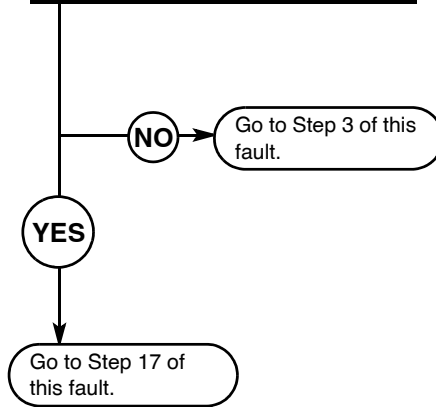 NO
Go to Step 3 of this
fault.
YES
Go to Step 17 of
this fault.